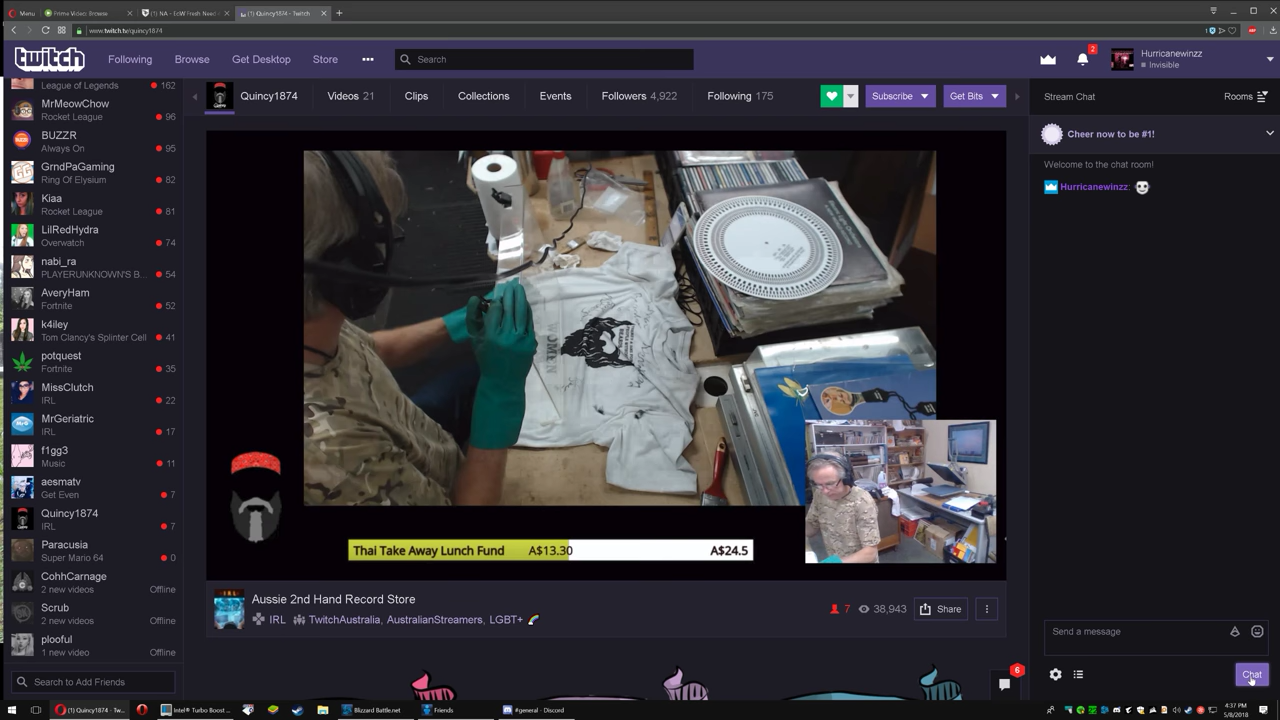 Menu
Prime Video: Browse
(1) NA - EcW Fresh Need
(1) Quincy1874 - Twitch
www.twitch.tv/quincy1874
twitch
Following
Browse
Get Desktop
Store
Search
2
Hurricanewinzz
Invisible
League of Legends 162
MrMeowChow
Rocket League 96
BUZZR
Always On 95
GrndPaGaming
Ring Of Elysium 82
Kiaa
Rocket League 81
LilRedHydra
Overwatch 74
nabi_ra
PLAYERUNKNOWN'S B... 54
AveryHam
Fortnite 52
k4iley
Tom Clancy's Splinter Cell 41
potquest
Fortnite 35
MissClutch
IRL 22
MrGeriatric
IRL 17
f1gg3
Music 11
aesmatv
Get Even 7
Quincy1874
IRL 7
Paracusia
Super Mario 64 0
CohhCarnage
2 new videos Offline
Scrub
2 new videos Offline
plooful
1 new video Offline
Search to Add Friends
Quincy1874
Videos 21
Clips
Collections
Events
Followers 4,922
Following 175
Subscribe
Get Bits
WOMEN
Thai Take Away Lunch Fund A$13.30 A$24.5
Aussie 2nd Hand Record Store
IRL TwitchAustralia, AustralianStreamers, LGBT+
7 38,943 Share
6
Stream Chat
Rooms
Cheer now to be #1!
Welcome to the chat room!
Hurricanewinzz:
Send a message
Chat
(1) Quincy1874 - Tw...
Intel® Turbo Boost ...
Blizzard Battle.net
Friends
#general - Discord
4:37 PM
5/8/2018